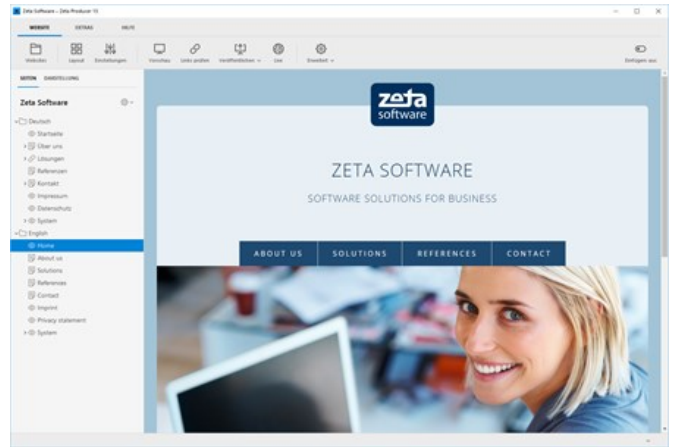 Zeta Software - Zeta Producer 15
WEBSITE EXTRAS HILFE
Websites Layout Einstellungen Vorschau Links prüfen Veröffentlichen Live Erweitert Einfügen aus
SEITEN DARSTELLUNG
Zeta Software
Deutsch
Startseite
Über uns
Lösungen
Referenzen
Kontakt
Impressum
Datenschutz
System
English
Home
About us
Solutions
References
Contact
Imprint
Privacy statement
System
zeta
software
ZETA SOFTWARE
SOFTWARE SOLUTIONS FOR BUSINESS
ABOUT US SOLUTIONS REFERENCES CONTACT